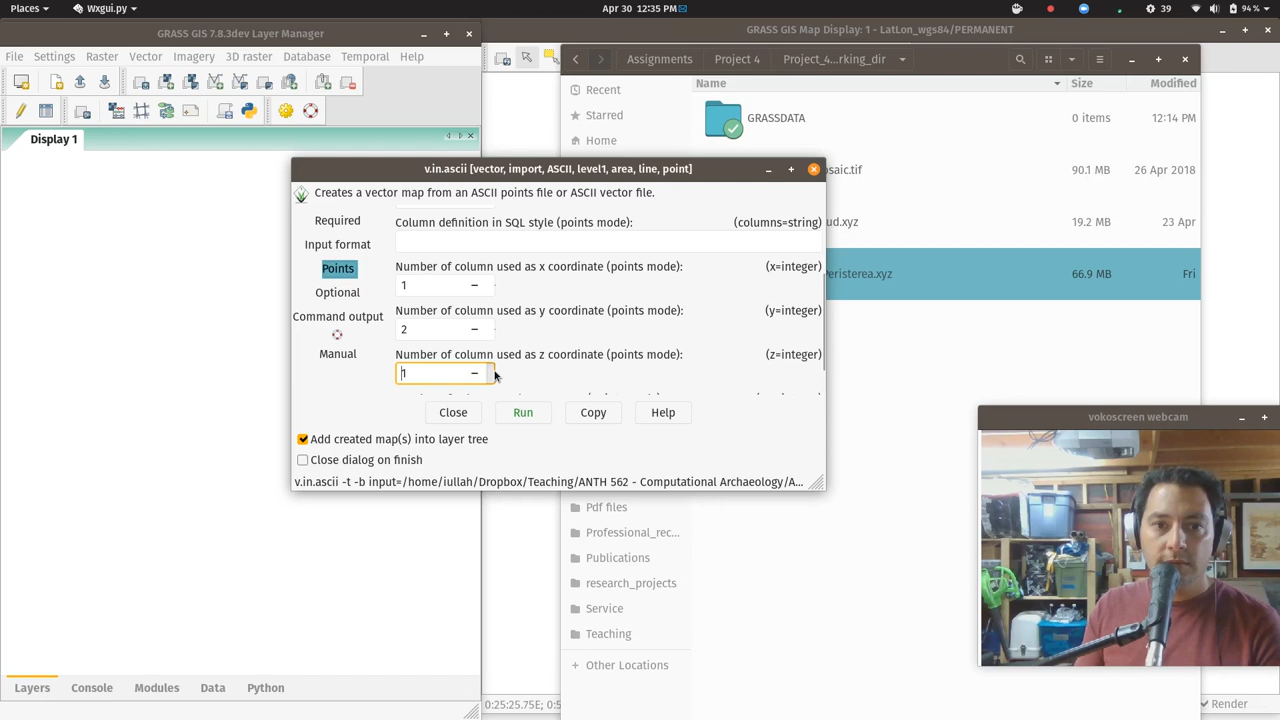 Places
Wxgui.py
Apr 30 12:35 PM
39
94 %
GRASS GIS 7.8.3dev Layer Manager
GRASS GIS Map Display: 1 - LatLon_wgs84/PERMANENT
File Settings Raster Vector Imagery 3D raster Database Temporal Help
Assignments Project 4 Project_4...rking_dir
Name Size Modified
Recent
Starred
Home
GRASSDATA 0 items 12:14 PM
osaic.tif 90.1 MB 26 Apr 2018
ud.xyz 19.2 MB 23 Apr
Peristerea.xyz 66.9 MB Fri
Display 1
v.in.ascii [vector, import, ASCII, level1, area, line, point]
Creates a vector map from an ASCII points file or ASCII vector file.
Required
Input format
Points
Optional
Command output
Manual
Column definition in SQL style (points mode): (columns=string)
Number of column used as x coordinate (points mode): (x=integer)
1
Number of column used as y coordinate (points mode): (y=integer)
2
Number of column used as z coordinate (points mode): (z=integer)
1
Close Run Copy Help
Add created map(s) into layer tree
Close dialog on finish
v.in.ascii -t -b input=/home/iullah/Dropbox/Teaching/ANTH 562 - Computational Archaeology/A...
vokoscreen webcam
Pdf files
Professional_rec...
Publications
research_projects
Service
Teaching
Other Locations
Layers Console Modules Data Python
0:25:25.75E; 0:5
Render